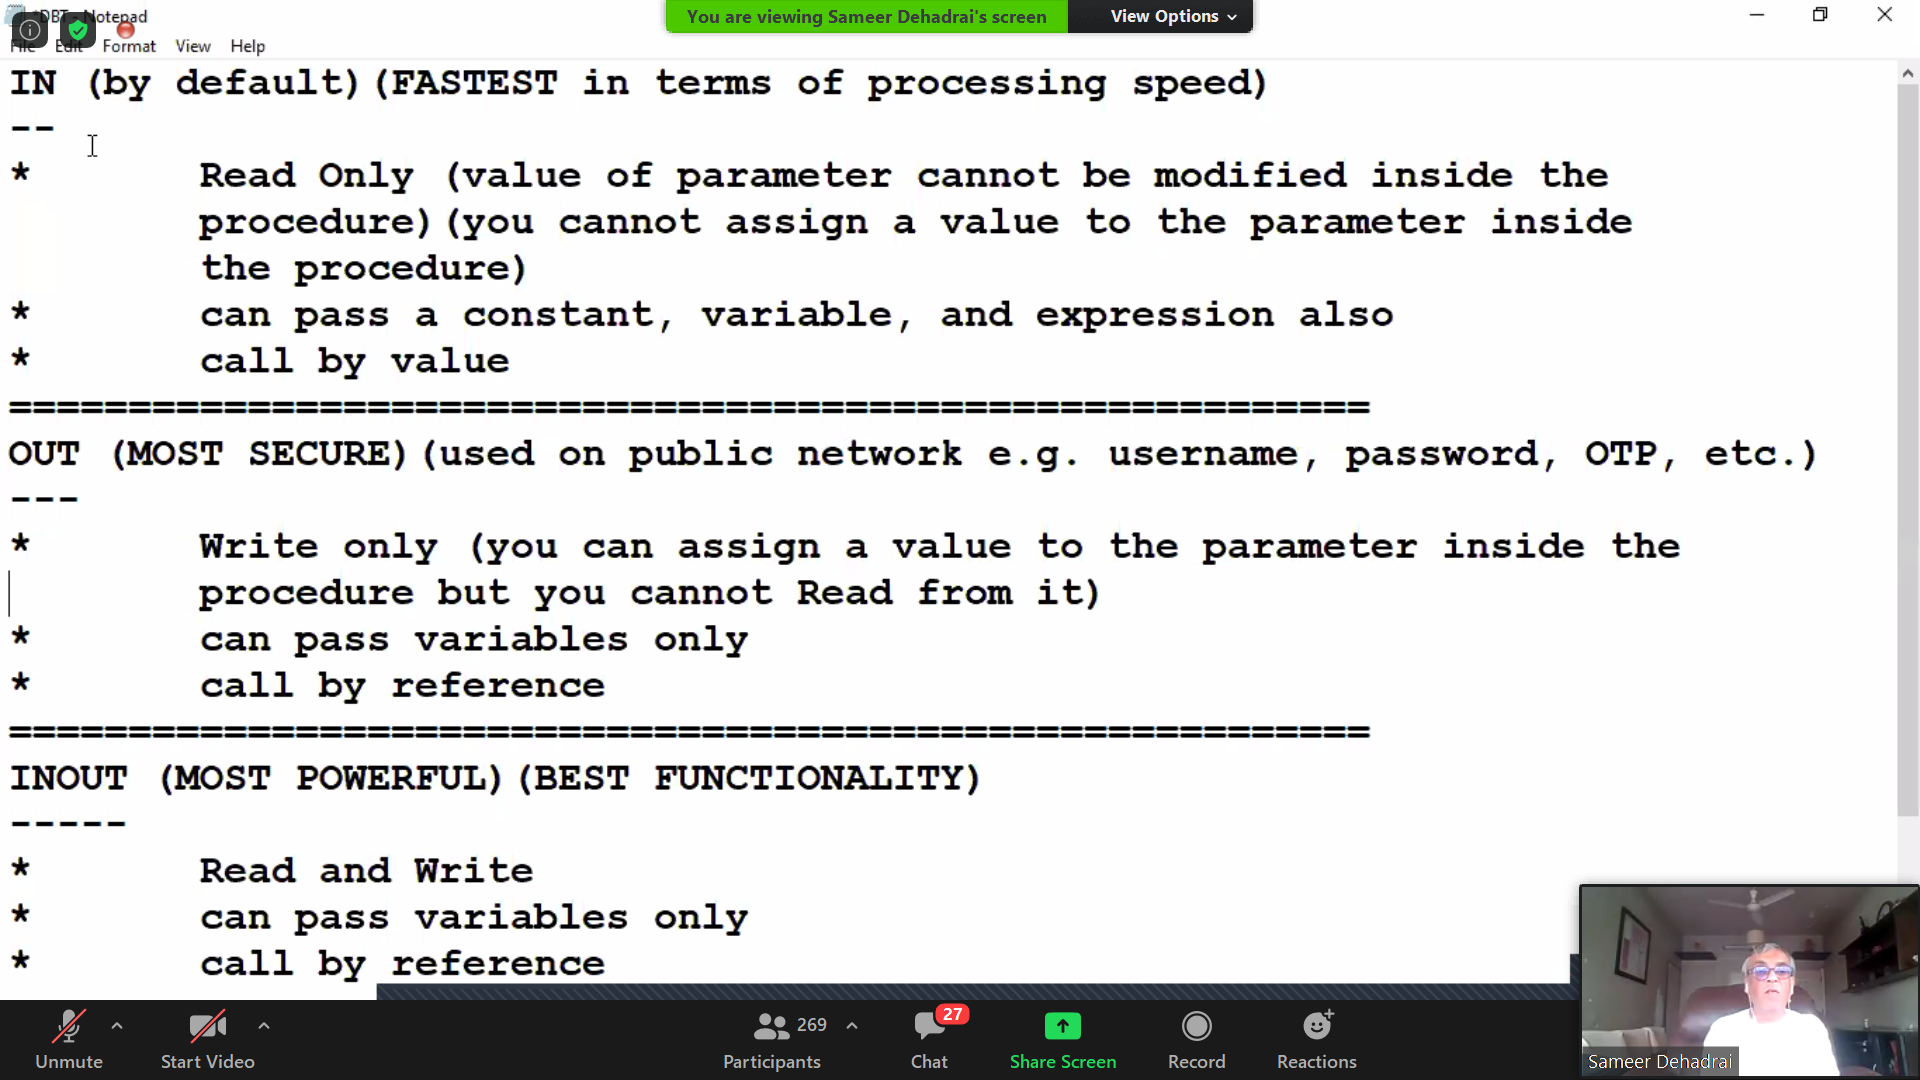 *DBT - Notepad
You are viewing Sameer Dehadrai's screen
View Options
File Edit Format View Help
IN (by default)(FASTEST in terms of processing speed)
--
* Read Only (value of parameter cannot be modified inside the
procedure)(you cannot assign a value to the parameter inside
the procedure)
* can pass a constant, variable, and expression also
* call by value
=========================================================
OUT (MOST SECURE)(used on public network e.g. username, password, OTP, etc.)
---
* Write only (you can assign a value to the parameter inside the
procedure but you cannot Read from it)
* can pass variables only
* call by reference
=========================================================
INOUT (MOST POWERFUL)(BEST FUNCTIONALITY)
-----
* Read and Write
* can pass variables only
* call by reference
Unmute
Start Video
269
Participants
27
Chat
Share Screen
Record
Reactions
Sameer Dehadrai